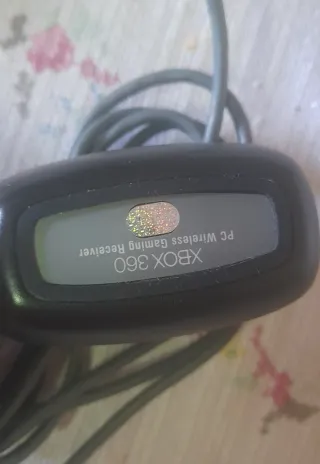 XBOX 360
PC Wireless Gaming Receiver